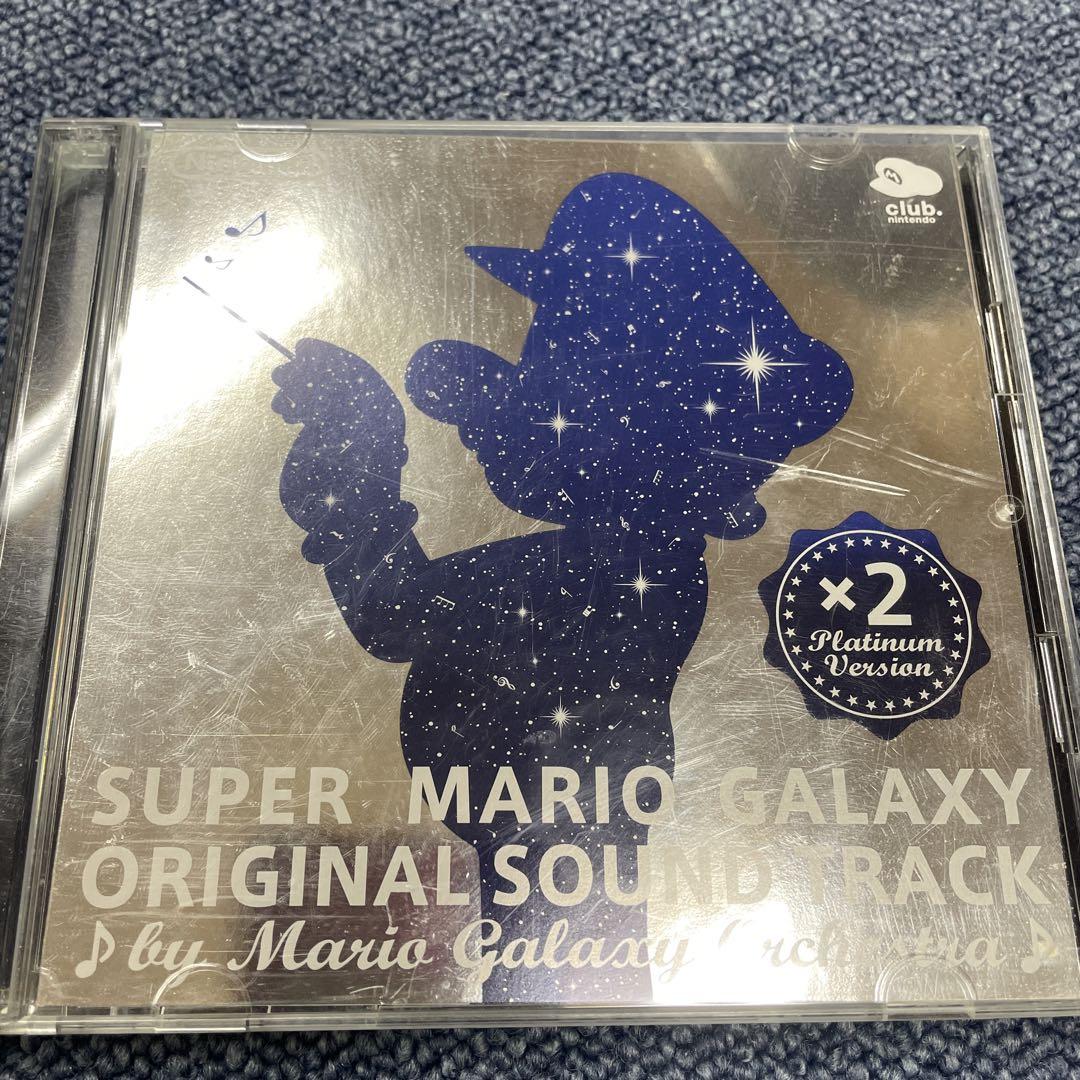 M
club.
nintendo
×2
Platinum
Version
SUPER MARIO GALAXY
ORIGINAL SOUND TRACK
♪ by Mario Galaxy Orchestra ♪